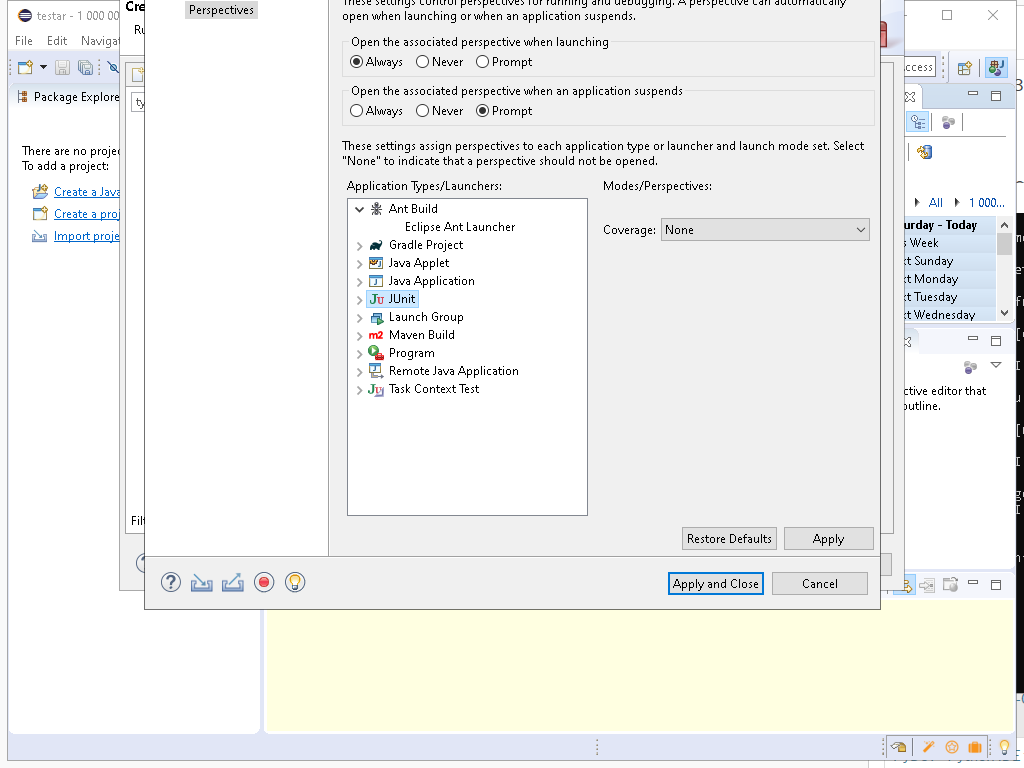 testar - 1 000 00
File Edit Navigat
Package Explore
There are no projec
To add a project:
Create a Java
Create a proj
Import proje
Cre
Ru
ty
Filt
Perspectives
These settings control perspectives for running and debugging. A perspective can automatically
open when launching or when an application suspends.
Open the associated perspective when launching
Always Never Prompt
Open the associated perspective when an application suspends
Always Never Prompt
These settings assign perspectives to each application type or launcher and launch mode set. Select
"None" to indicate that a perspective should not be opened.
Application Types/Launchers:
Ant Build
Eclipse Ant Launcher
Gradle Project
Java Applet
Java Application
JUnit
Launch Group
m2 Maven Build
Program
Remote Java Application
Task Context Test
Modes/Perspectives:
Coverage: None
Restore Defaults Apply
Apply and Close Cancel
ccess
All 1 000...
urday - Today
s Week
xt Sunday
xt Monday
xt Tuesday
xt Wednesday
ctive editor that
outline.